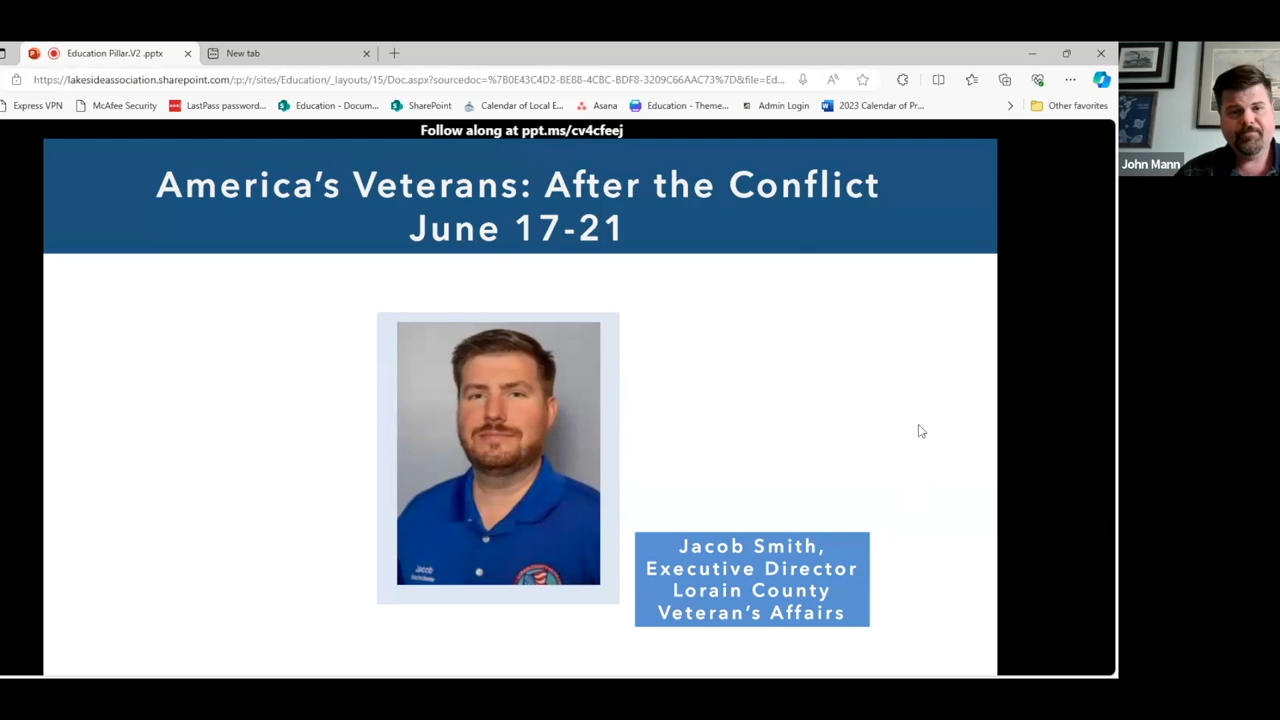 Education Pillar.V2 .pptx
New tab
https://lakesideassociation.sharepoint.com/:p:/r/sites/Education/_layouts/15/Doc.aspx?sourcedoc=%7B0E43C4D2-BE88-4CBC-BDF8-3209C66AAC73%7D&file=Ed...
Express VPN
McAfee Security
LastPass password...
Education - Docum...
SharePoint
Calendar of Local E...
Asana
Education - Theme...
Admin Login
2023 Calendar of Pr...
Other favorites
Follow along at ppt.ms/cv4cfeej
John Mann
America's Veterans: After the Conflict
June 17-21
Jacob
Jacob Smith,
Executive Director
Lorain County
Veteran's Affairs